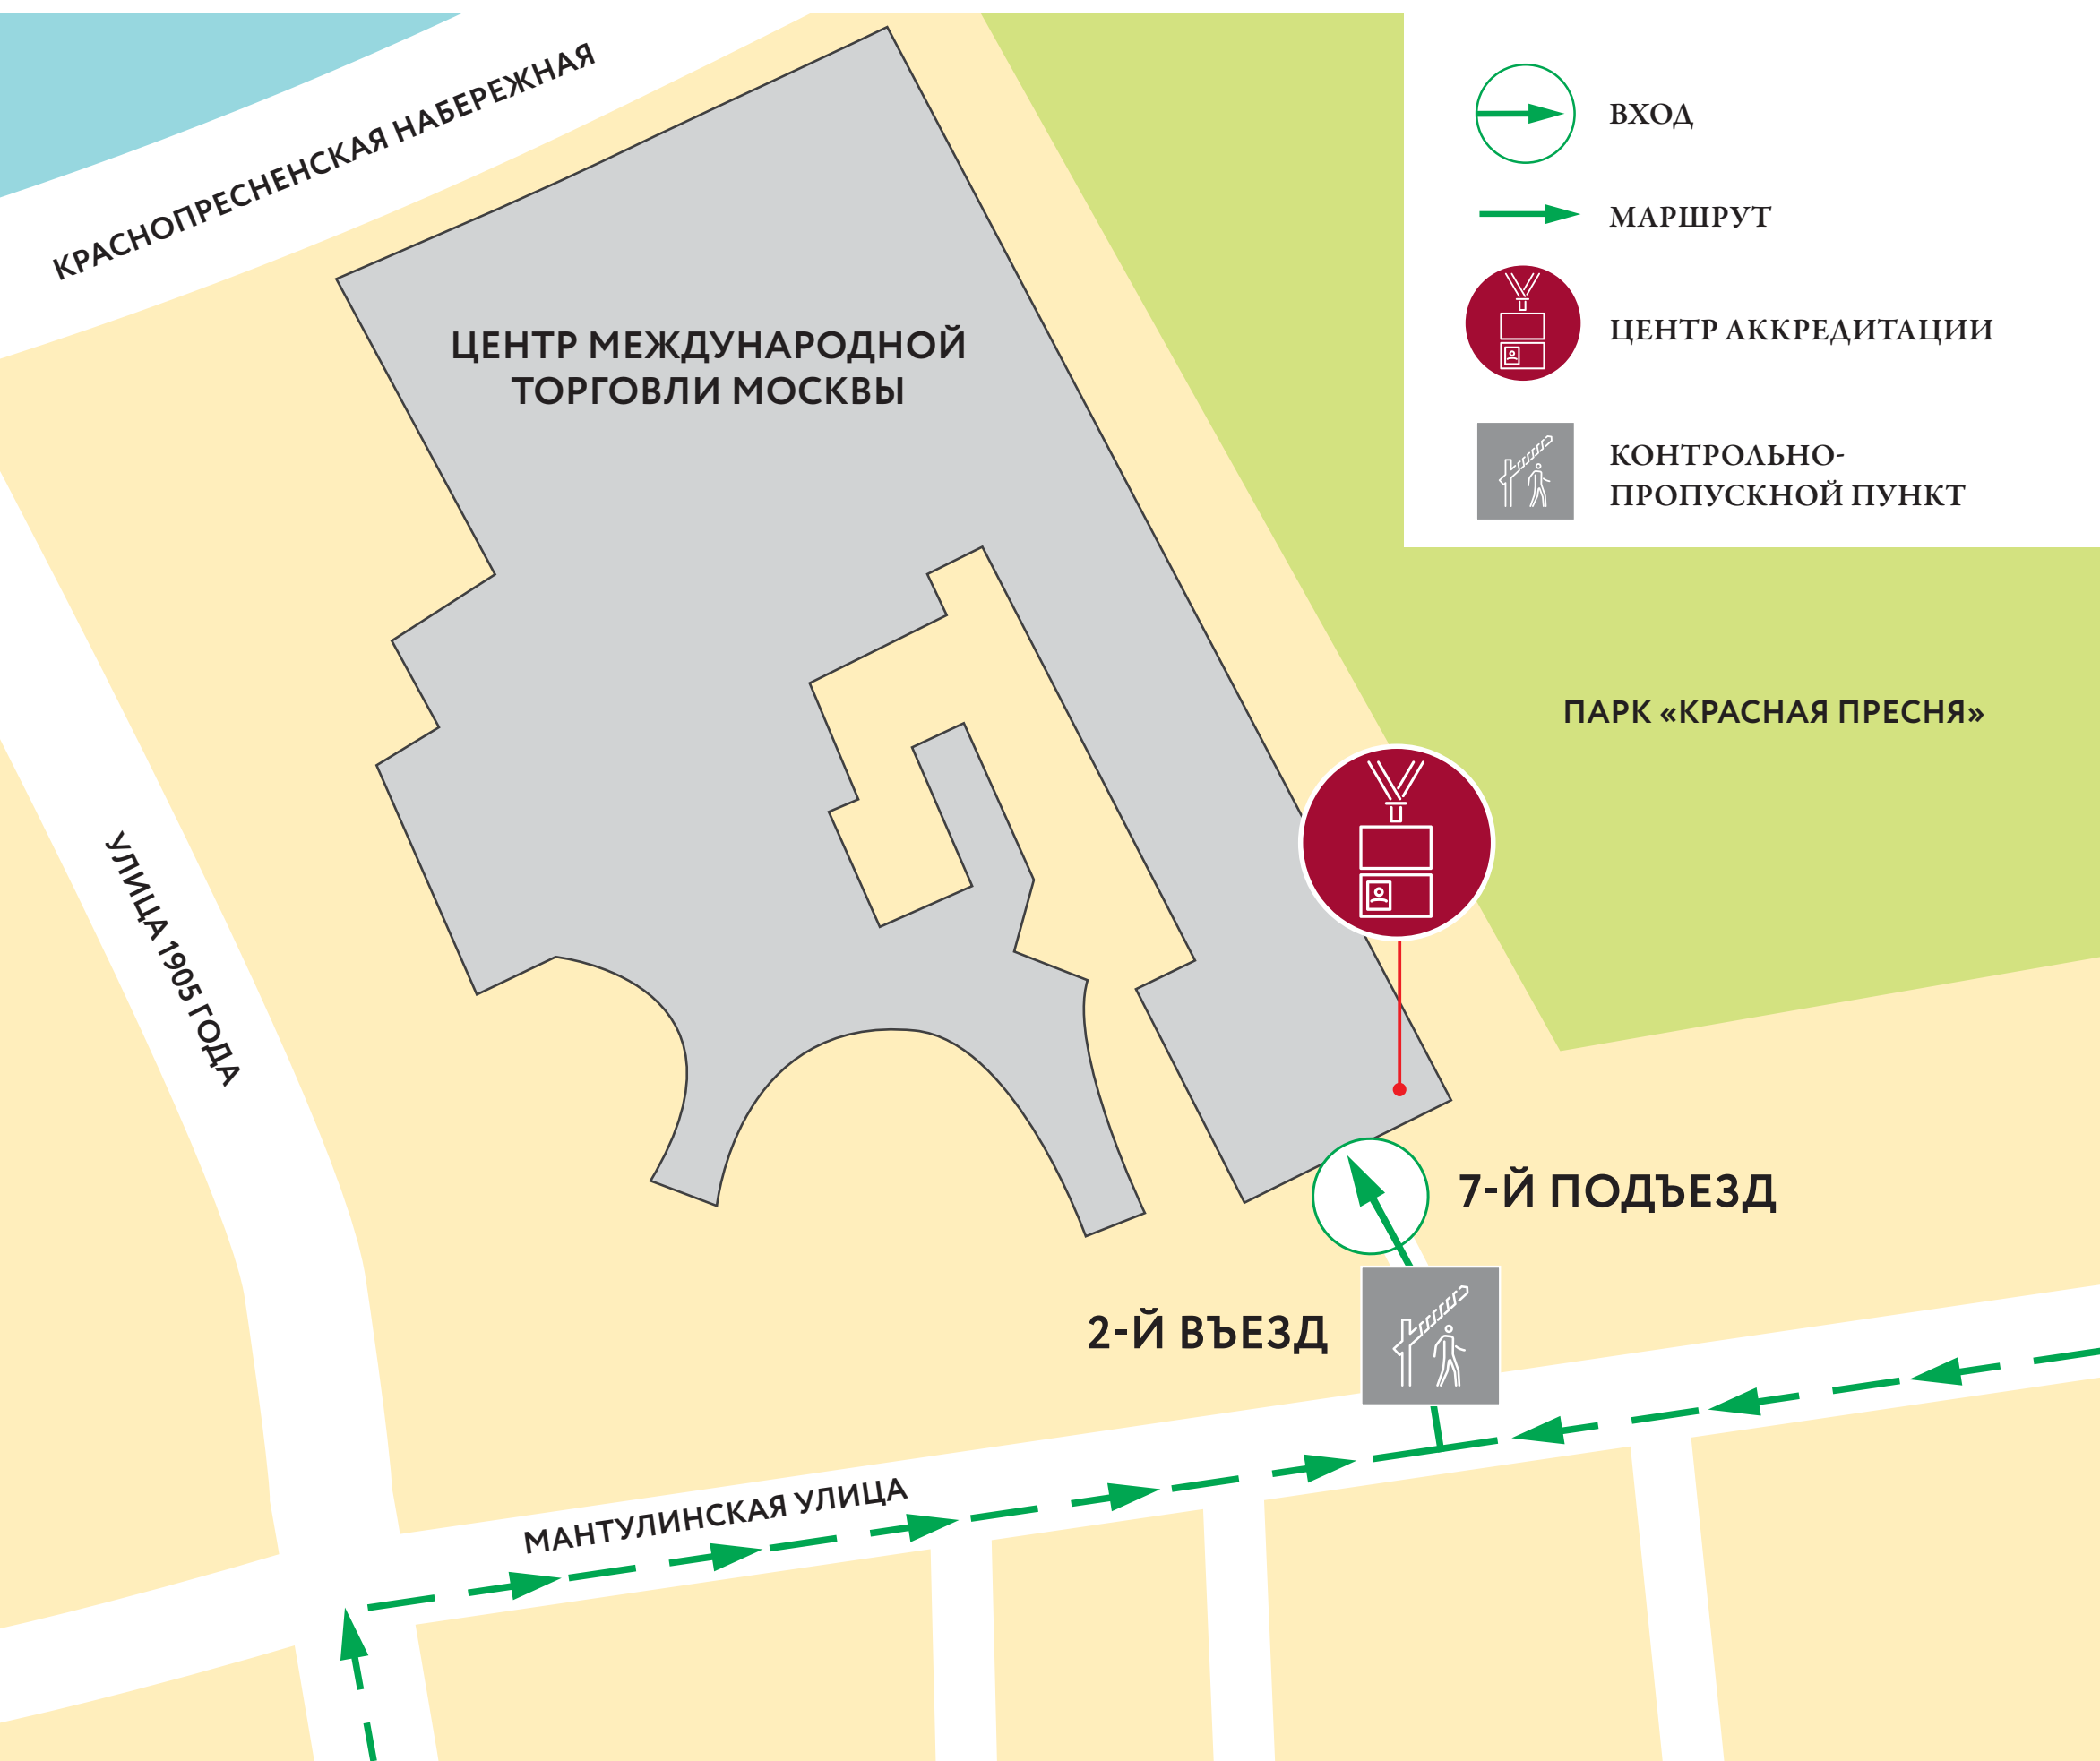 КРАСНОПРЕСНЕНСКАЯ НАБЕРЕЖНАЯ
ВХОД
МАРШРУТ
ЦЕНТР АККРЕДИТАЦИИ
КОНТРОЛЬНО-
ПРОПУСКНОЙ ПУНКТ
ЦЕНТР МЕЖДУНАРОДНОЙ
ТОРГОВЛИ МОСКВЫ
ПАРК «КРАСНАЯ ПРЕСНЯ»
УЛИЦА 1905 ГОДА
7-Й ПОДЪЕЗД
2-Й ВЪЕЗД
МАНТУЛИНСКАЯ УЛИЦА